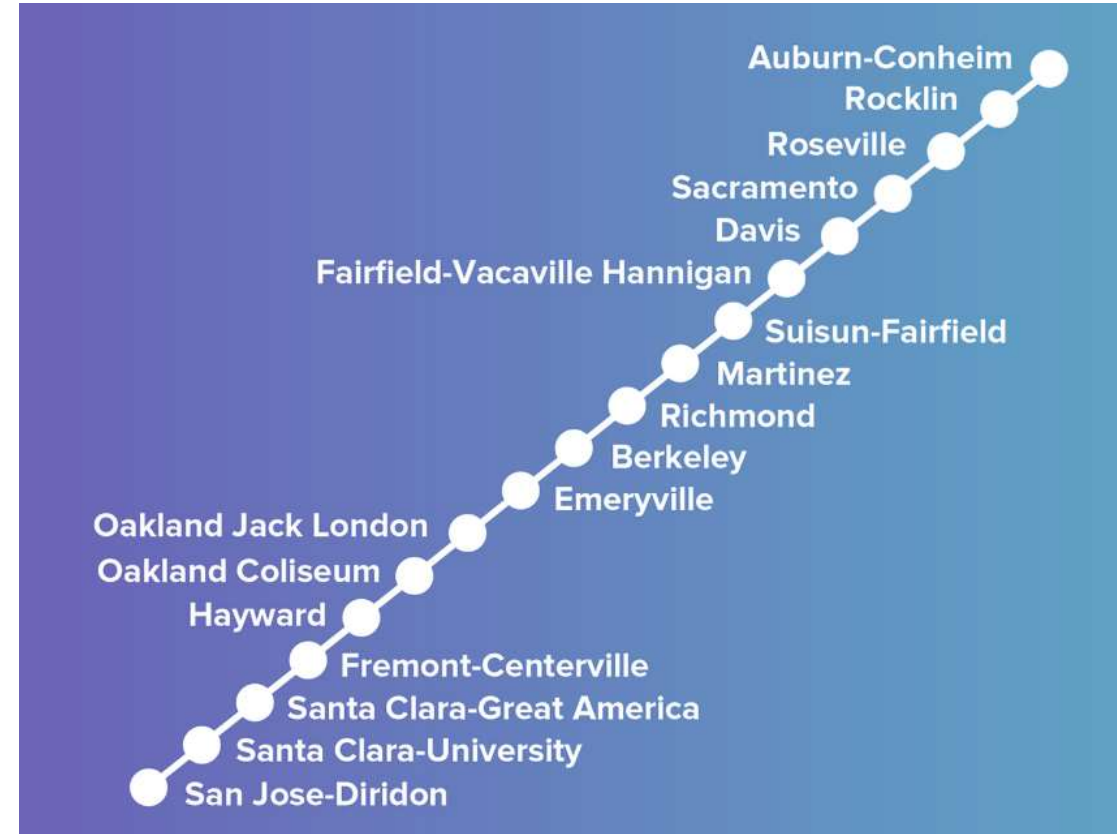 Auburn-Conheim
Rocklin
Roseville
Sacramento
Davis
Fairfield-Vacaville Hannigan
Suisun-Fairfield
Martinez
Richmond
Berkeley
Emeryville
Oakland Jack London
Oakland Coliseum
Hayward
Fremont-Centerville
Santa Clara-Great America
Santa Clara-University
San Jose-Diridon